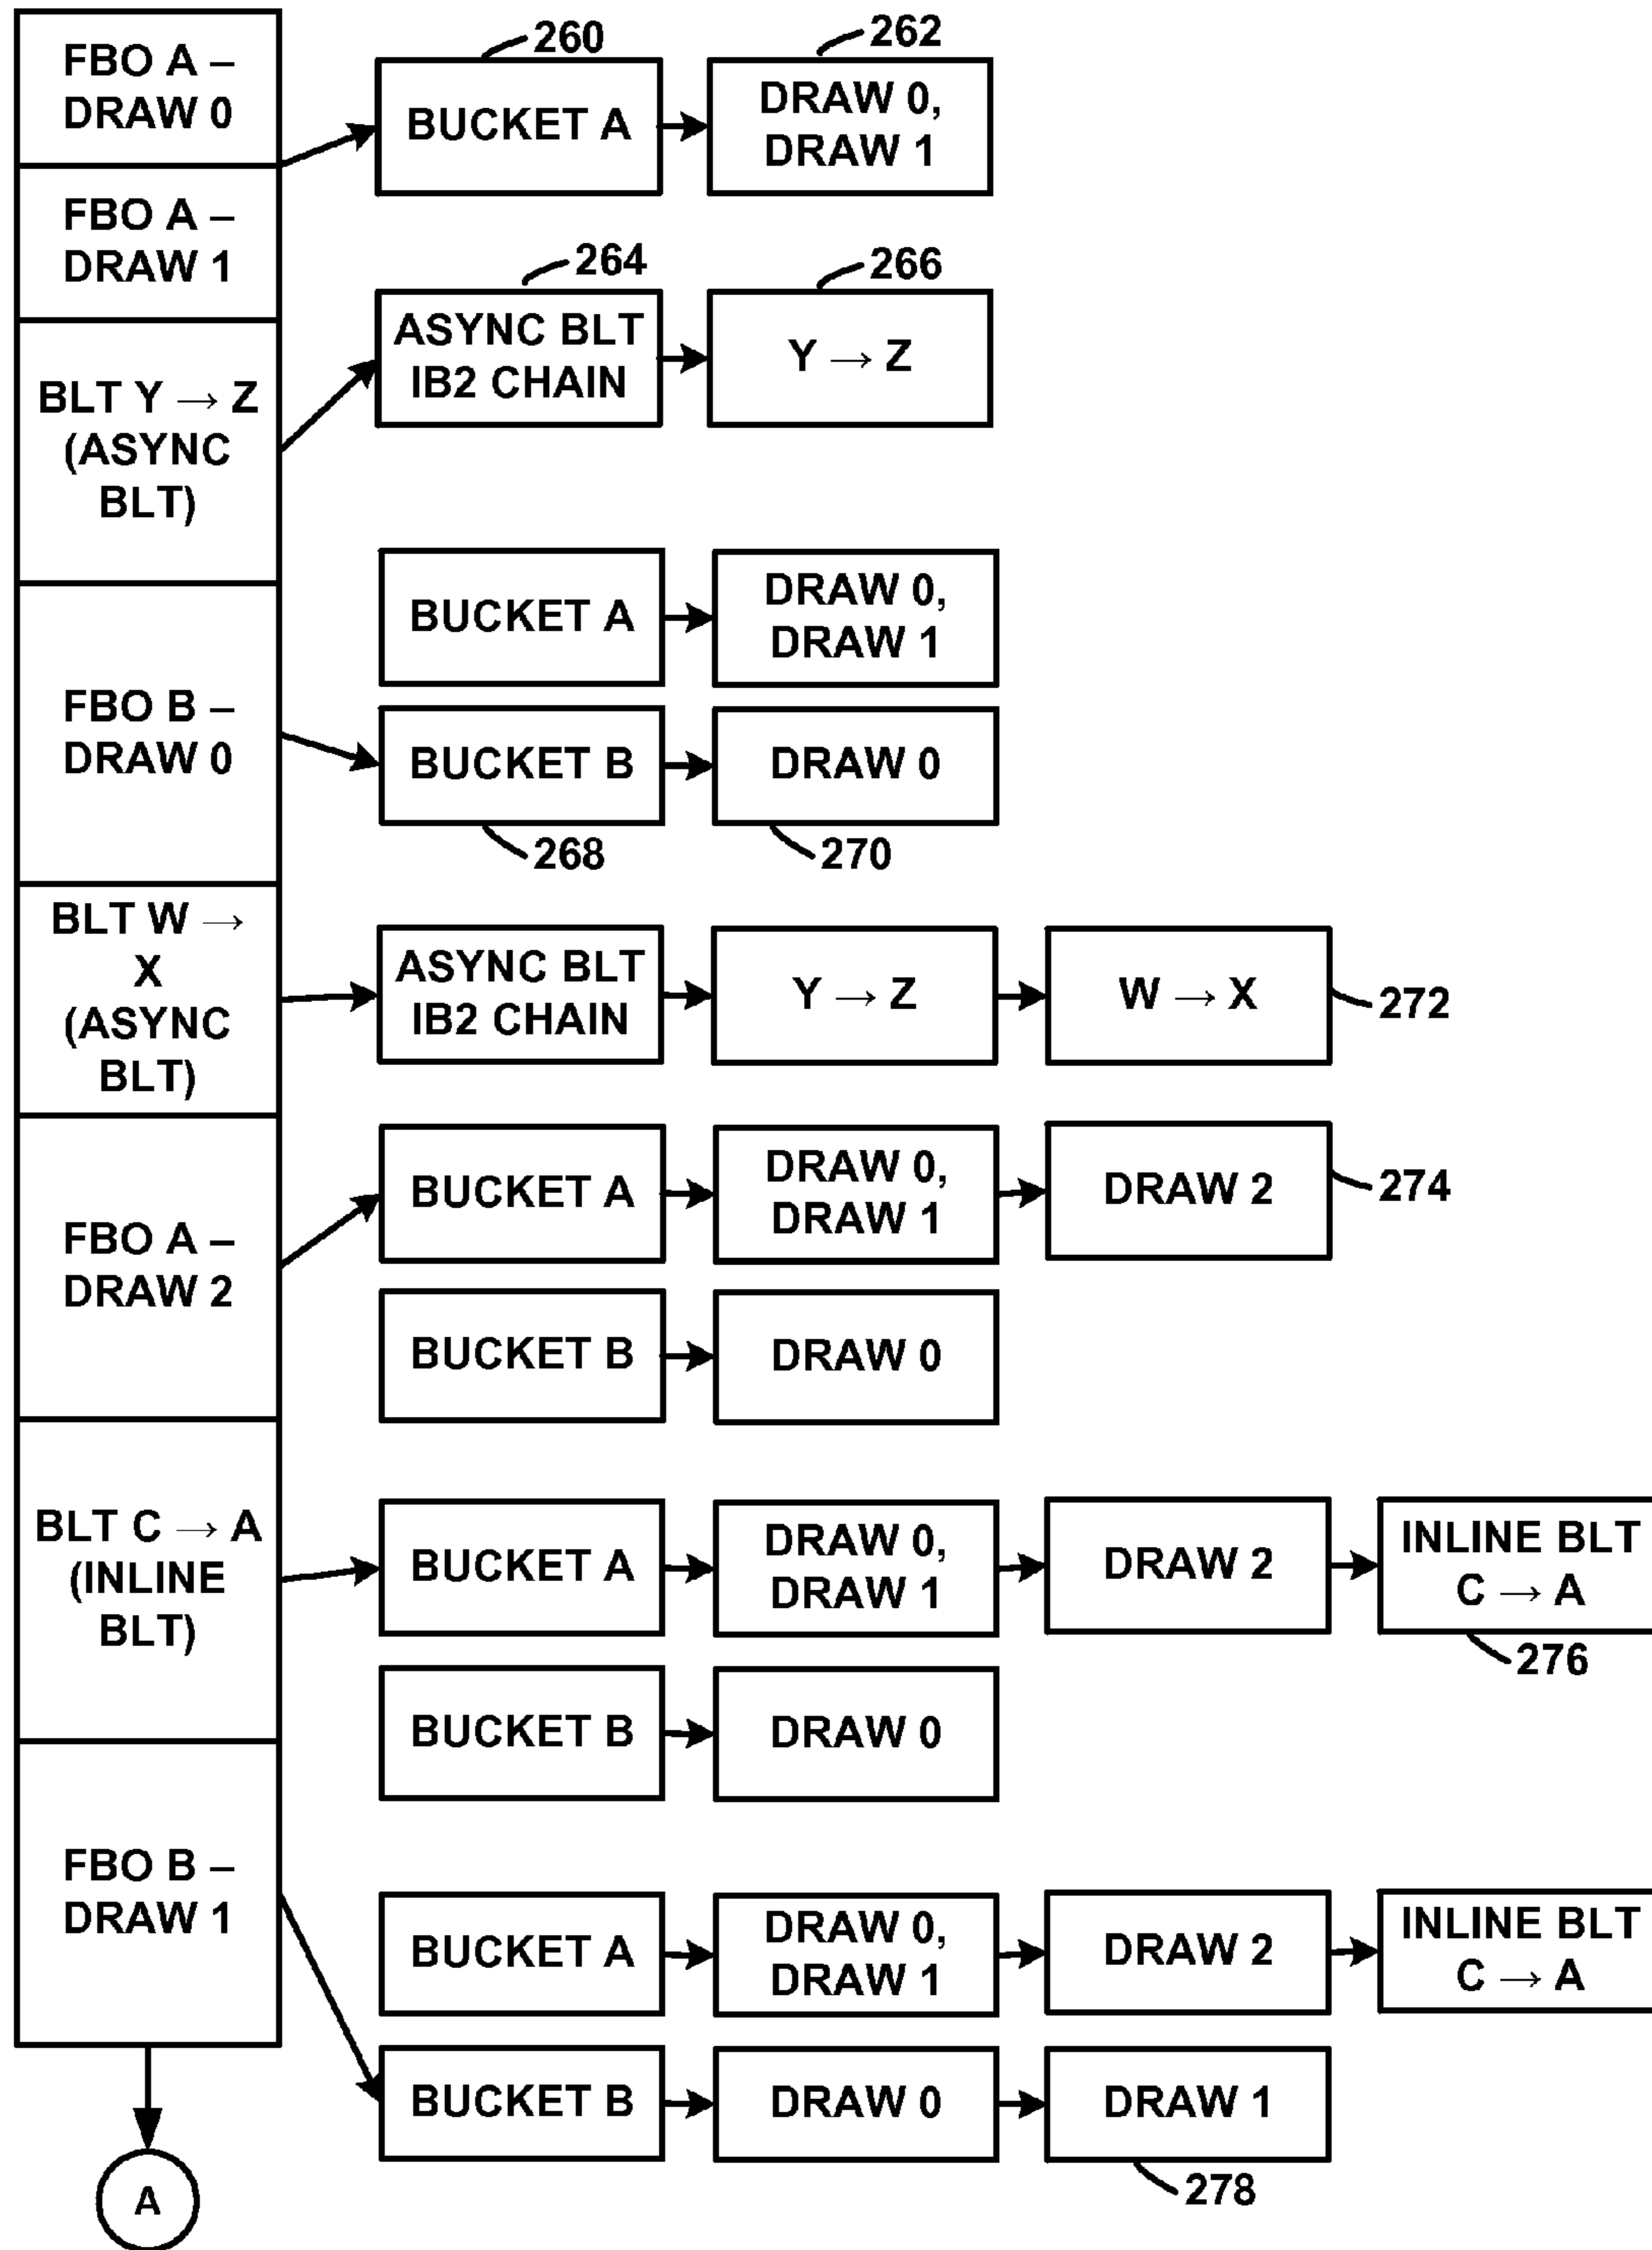 FBO A –
DRAW 0
260
262
BUCKET A
DRAW 0,
DRAW 1
FBO A –
DRAW 1
264
266
ASYNC BLT
IB2 CHAIN
Y → Z
BLT Y → Z
(ASYNC
BLT)
BUCKET A
DRAW 0,
DRAW 1
FBO B –
DRAW 0
BUCKET B
DRAW 0
268
270
BLT W →
X
(ASYNC
BLT)
ASYNC BLT
IB2 CHAIN
Y → Z
W → X
272
FBO A –
DRAW 2
BUCKET A
DRAW 0,
DRAW 1
DRAW 2
274
BUCKET B
DRAW 0
BLT C → A
(INLINE
BLT)
BUCKET A
DRAW 0,
DRAW 1
DRAW 2
INLINE BLT
C → A
276
BUCKET B
DRAW 0
FBO B –
DRAW 1
BUCKET A
DRAW 0,
DRAW 1
DRAW 2
INLINE BLT
C → A
BUCKET B
DRAW 0
DRAW 1
278
A